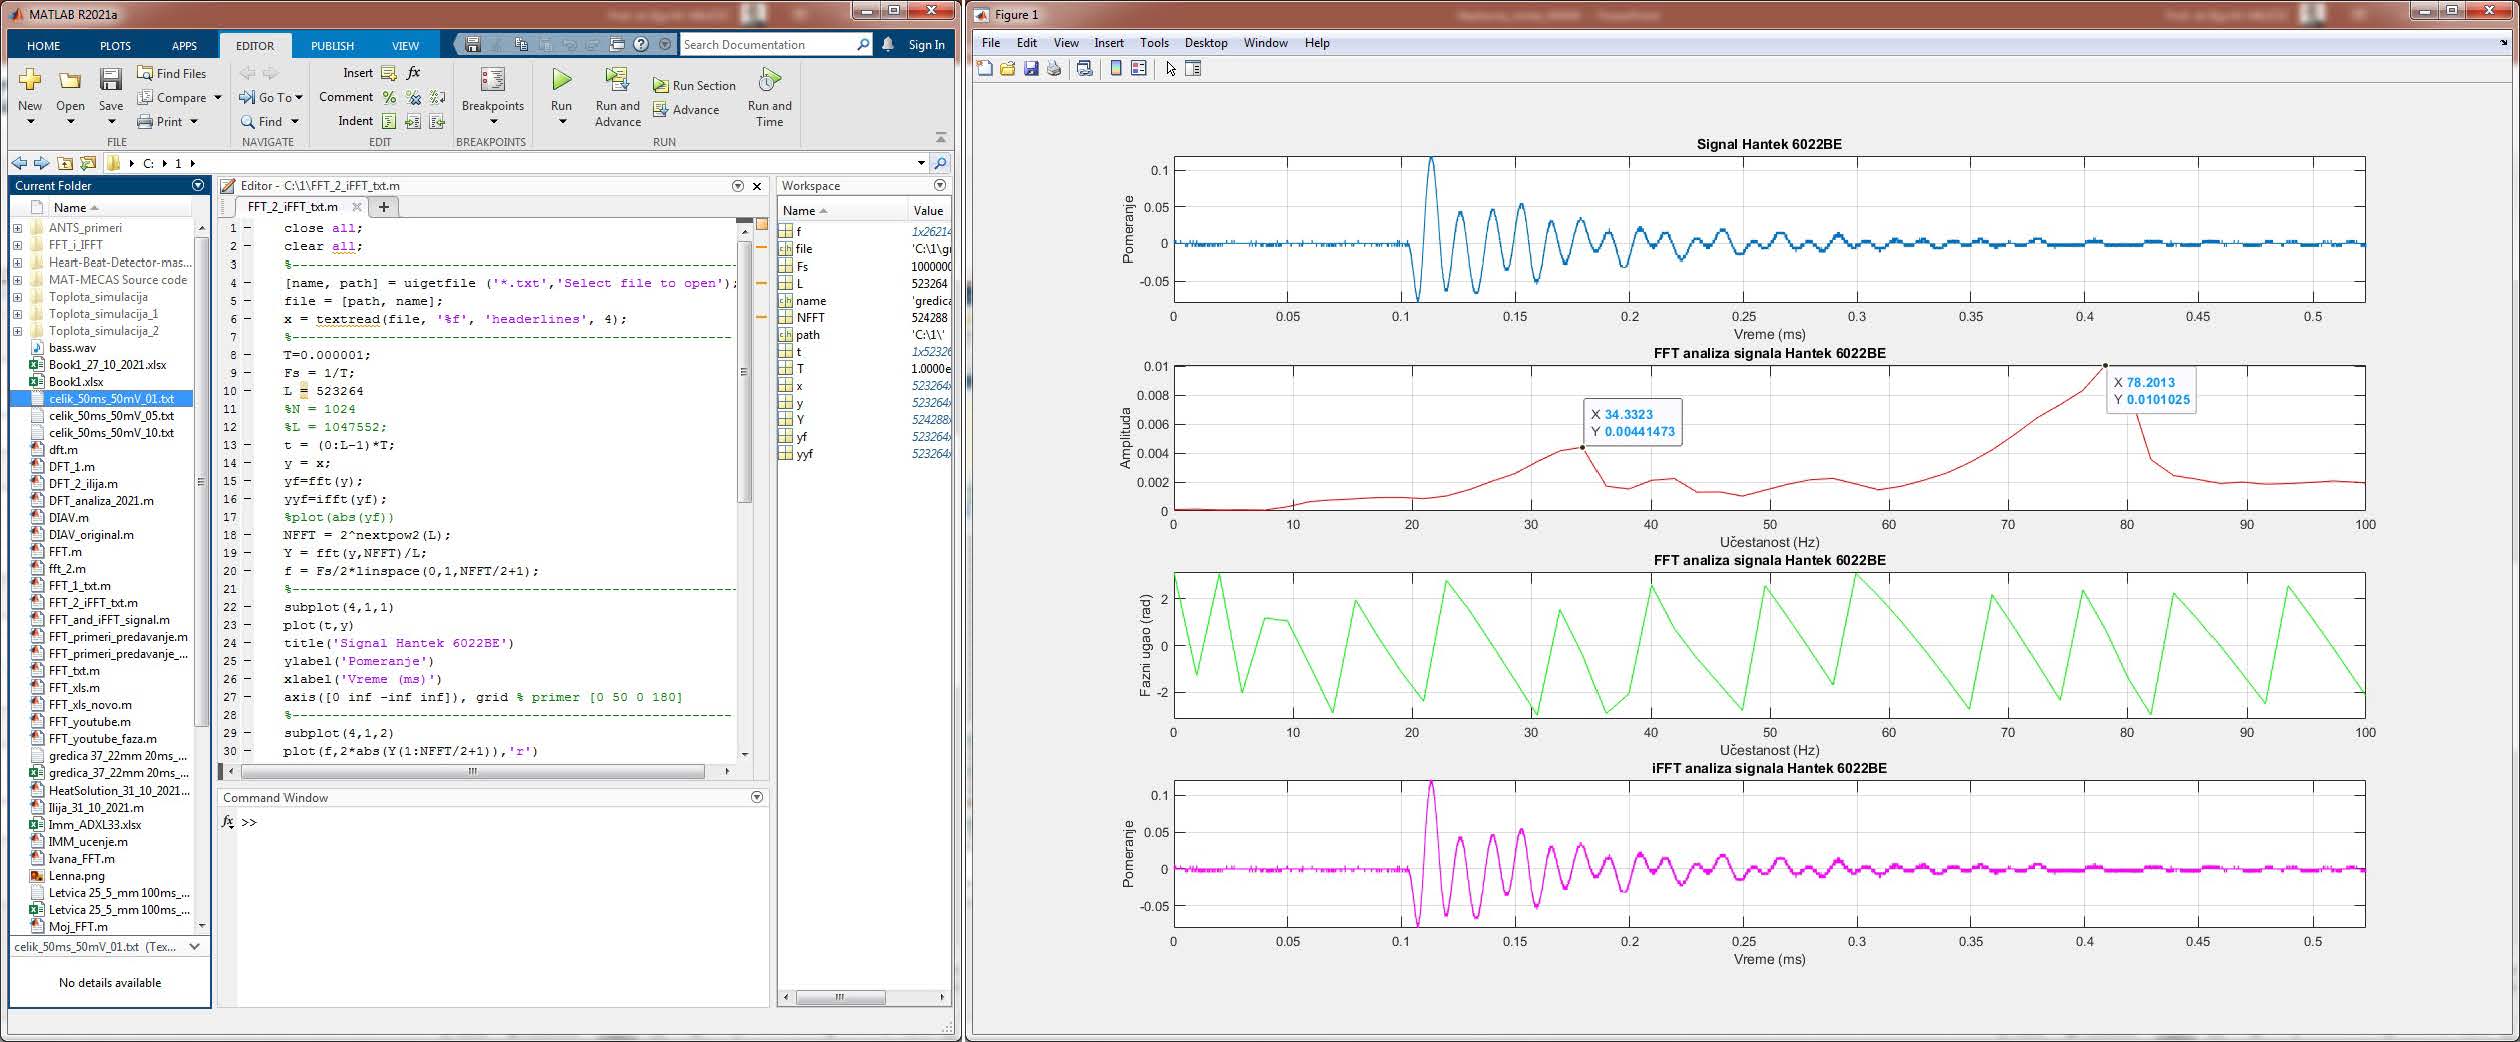 MATLAB R2021a
HOME PLOTS APPS EDITOR PUBLISH VIEW
Search Documentation
Sign In
New
Open
Save
Find Files
Compare
Print
FILE
Go To
Find
NAVIGATE
Insert
Comment
Indent
EDIT
Breakpoints
BREAKPOINTS
Run
Run and Advance
Run Section
Advance
Run and Time
RUN
C: 1
Current Folder
Name
ANTS_primeri
FFT_i_IFFT
Heart-Beat-Detector-mas...
MAT-MECAS Source code
Toplota_simulacija
Toplota_simulacija_1
Toplota_simulacija_2
bass.wav
Book1_27_10_2021.xlsx
Book1.xlsx
celik_50ms_50mV_01.txt
celik_50ms_50mV_05.txt
celik_50ms_50mV_10.txt
dft.m
DFT_1.m
DFT_2_ilija.m
DFT_analiza_2021.m
DIAV.m
DIAV_original.m
FFT.m
fft_2.m
FFT_1_txt.m
FFT_2_iFFT_txt.m
FFT_and_iFFT_signal.m
FFT_primeri_predavanje.m
FFT_primeri_predavanje_...
FFT_txt.m
FFT_xls.m
FFT_xls_novo.m
FFT_youtube.m
FFT_youtube_faza.m
gredica 37_22mm 20ms_...
gredica_37_22mm 20ms_...
HeatSolution_31_10_2021...
Ilija_31_10_2021.m
Imm_ADXL33.xlsx
IMM_ucenje.m
Ivana_FFT.m
Lenna.png
Letvica 25_5_mm 100ms_...
Letvica 25_5_mm 100ms_...
Moj_FFT.m
celik_50ms_50mV_01.txt (Tex...
No details available
Editor - C:\1\FFT_2_iFFT_txt.m
FFT_2_iFFT_txt.m
1 close all;
2 clear all;
3 %----------------------------------------------------------
4 [name, path] = uigetfile ('*.txt','Select file to open');
5 file = [path, name];
6 x = textread(file, '%f', 'headerlines', 4);
7 %----------------------------------------------------------
8 T=0.000001;
9 Fs = 1/T;
10 L = 523264
11 %N = 1024
12 %L = 1047552;
13 t = (0:L-1)*T;
14 y = x;
15 yf=fft(y);
16 yyf=ifft(yf);
17 %plot(abs(yf))
18 NFFT = 2^nextpow2(L);
19 Y = fft(y,NFFT)/L;
20 f = Fs/2*linspace(0,1,NFFT/2+1);
21 %----------------------------------------------------------
22 subplot(4,1,1)
23 plot(t,y)
24 title('Signal Hantek 6022BE')
25 ylabel('Pomeranje')
26 xlabel('Vreme (ms)')
27 axis([0 inf -inf inf]), grid % primer [0 50 0 180]
28 %----------------------------------------------------------
29 subplot(4,1,2)
30 plot(f,2*abs(Y(1:NFFT/2+1)),'r')
Command Window
fx >>
Workspace
Name Value
f 1x26214
file 'C:\1\gr
Fs 1000000
L 523264
name 'gredica
NFFT 524288
path 'C:\1\'
t 1x52326
T 1.0000e
x 523264x
y 523264x
Y 524288x
yf 523264x
yyf 523264x
Figure 1
File Edit View Insert Tools Desktop Window Help
Signal Hantek 6022BE
Pomeranje
0.1
0.05
0
-0.05
0 0.05 0.1 0.15 0.2 0.25 0.3 0.35 0.4 0.45 0.5
Vreme (ms)
FFT analiza signala Hantek 6022BE
Amplituda
0.01
0.008
0.006
0.004
0.002
0
X 34.3323
Y 0.00441473
X 78.2013
Y 0.0101025
0 10 20 30 40 50 60 70 80 90 100
Učestanost (Hz)
FFT analiza signala Hantek 6022BE
Fazni ugao (rad)
2
0
-2
0 10 20 30 40 50 60 70 80 90 100
Učestanost (Hz)
iFFT analiza signala Hantek 6022BE
Pomeranje
0.1
0.05
0
-0.05
0 0.05 0.1 0.15 0.2 0.25 0.3 0.35 0.4 0.45 0.5
Vreme (ms)